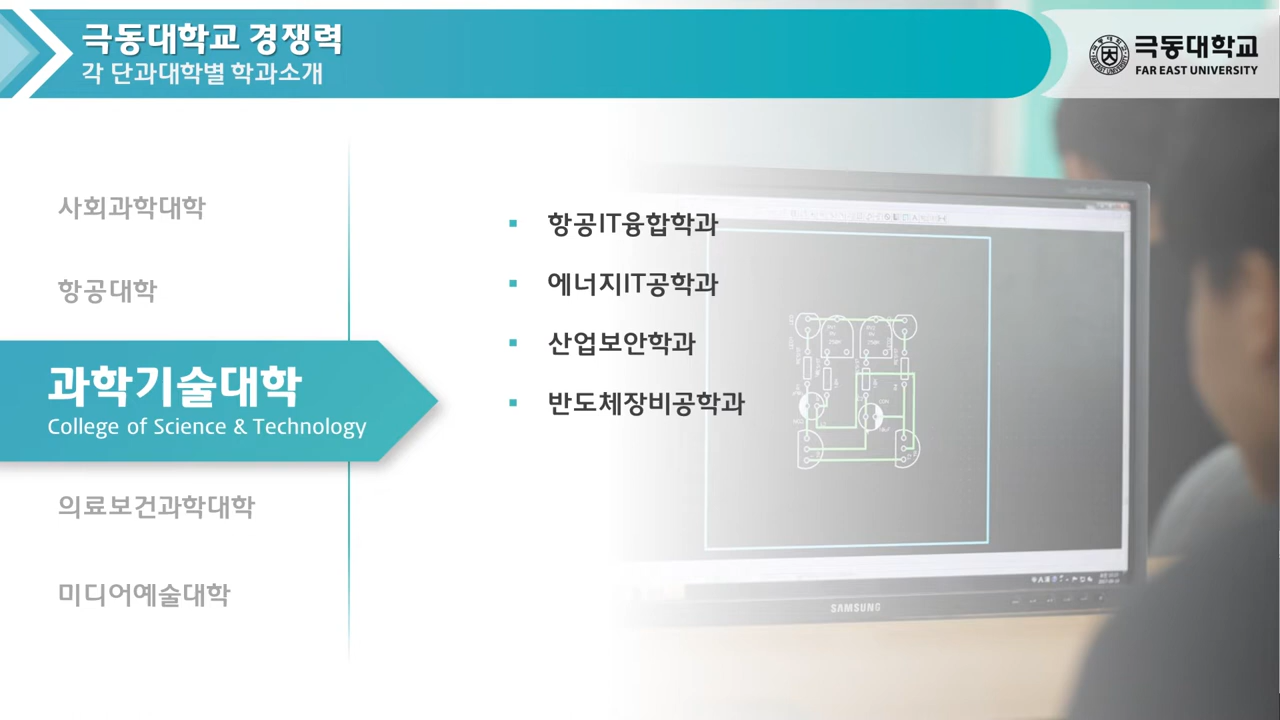 극동대학교 경쟁력
각 단과대학별 학과소개
극동대학교
FAR EAST UNIVERSITY
사회과학대학
항공대학
과학기술대학
College of Science & Technology
의료보건과학대학
미디어예술대학
▪ 항공IT융합학과
▪ 에너지IT공학과
▪ 산업보안학과
▪ 반도체장비공학과
SAMSUNG